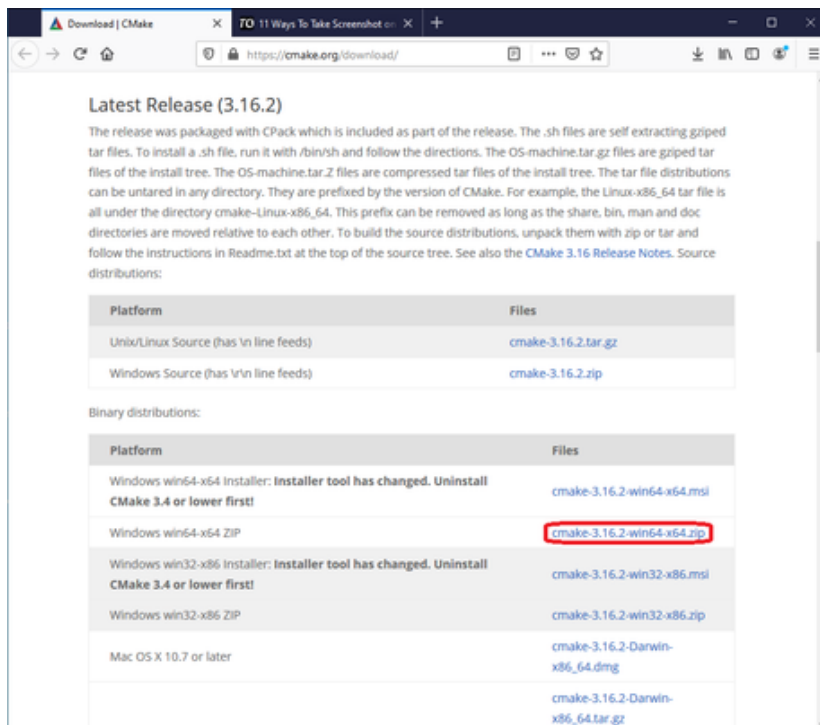 Download | CMake
TO 11 Ways To Take Screenshot on
https://cmake.org/download/
Latest Release (3.16.2)
The release was packaged with CPack which is included as part of the release. The .sh files are self extracting gziped
tar files. To install a .sh file, run it with /bin/sh and follow the directions. The OS-machine.tar.gz files are gziped tar
files of the install tree. The OS-machine.tar.Z files are compressed tar files of the install tree. The tar file distributions
can be untared in any directory. They are prefixed by the version of CMake. For example, the Linux-x86_64 tar file is
all under the directory cmake–Linux-x86_64. This prefix can be removed as long as the share, bin, man and doc
directories are moved relative to each other. To build the source distributions, unpack them with zip or tar and
follow the instructions in Readme.txt at the top of the source tree. See also the CMake 3.16 Release Notes. Source
distributions:
Platform Files
Unix/Linux Source (has \n line feeds) cmake-3.16.2.tar.gz
Windows Source (has \r\n line feeds) cmake-3.16.2.zip
Binary distributions:
Platform Files
Windows win64-x64 Installer: Installer tool has changed. Uninstall
CMake 3.4 or lower first! cmake-3.16.2-win64-x64.msi
Windows win64-x64 ZIP cmake-3.16.2-win64-x64.zip
Windows win32-x86 Installer: Installer tool has changed. Uninstall
CMake 3.4 or lower first! cmake-3.16.2-win32-x86.msi
Windows win32-x86 ZIP cmake-3.16.2-win32-x86.zip
Mac OS X 10.7 or later cmake-3.16.2-Darwin-
x86_64.dmg
cmake-3.16.2-Darwin-
x86_64.tar.gz